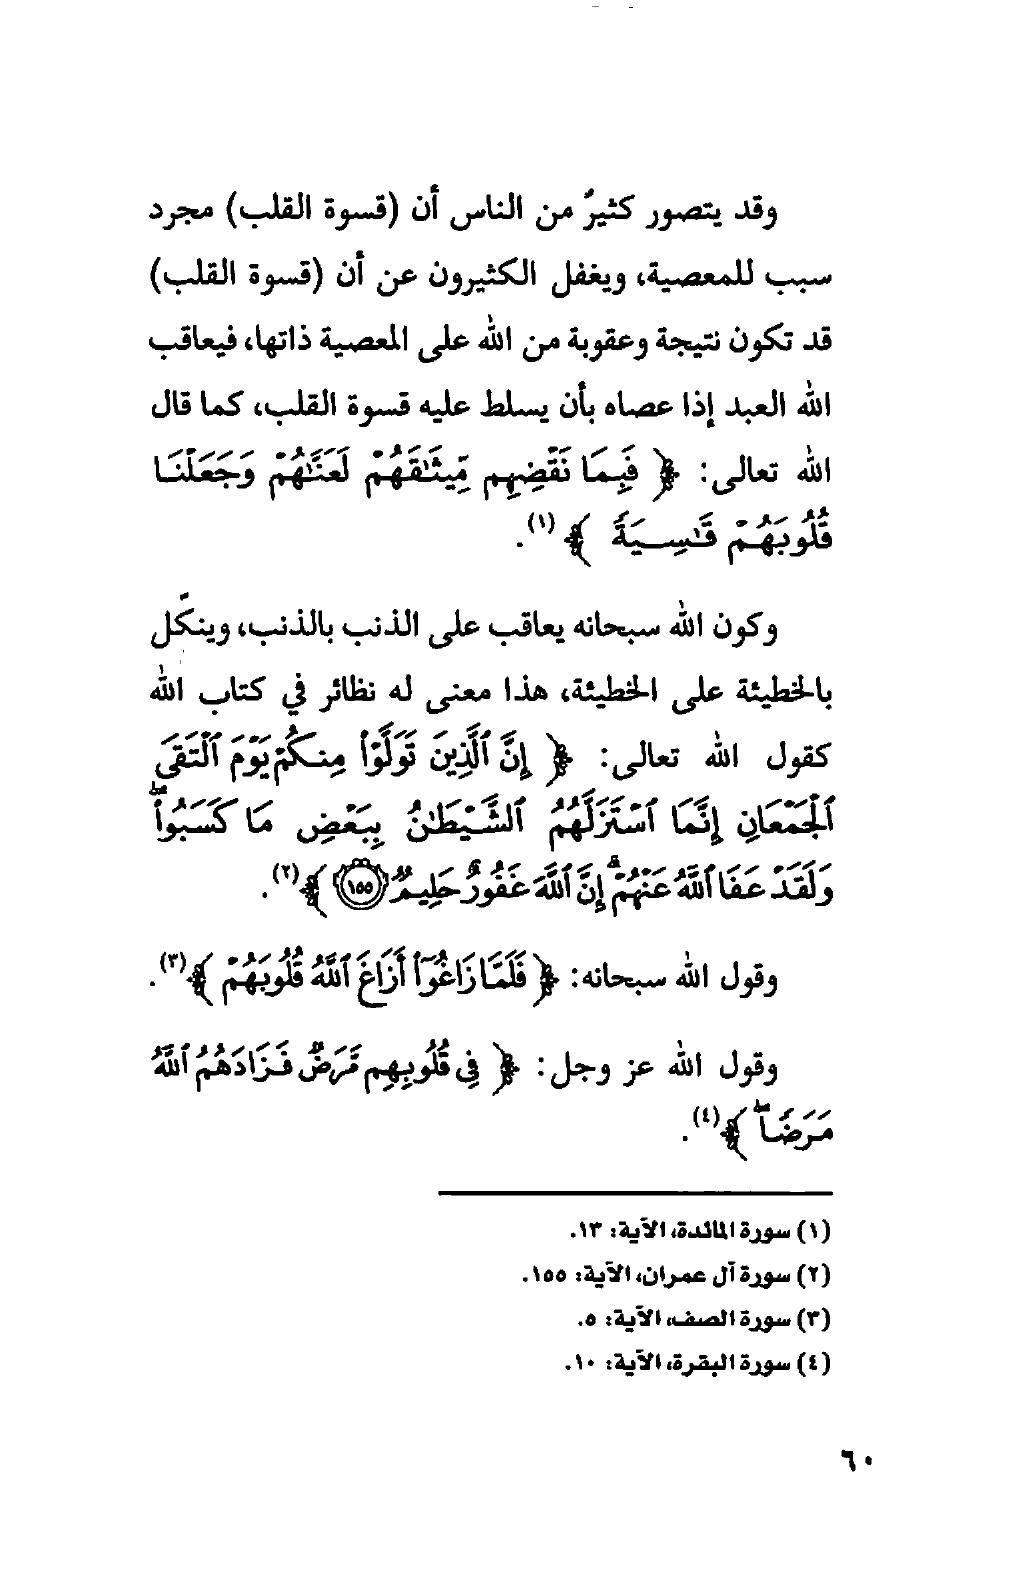 وقد يتصور كثيرٌ من الناس أن (قسوة القلب) مجرد
سبب للمعصية، ويغفل الكثيرون عن أن (قسوة القلب)
قد تكون نتيجة وعقوبة من الله على المعصية ذاتها، فيعاقب
الله العبد إذا عصاه بأن يسلط عليه قسوة القلب، كما قال
الله تعالى: ﴿ فَبِمَا نَقْضِهِم مِّيثَٰقَهُمْ لَعَنَّٰهُمْ وَجَعَلْنَا
قُلُوبَهُمْ قَٰسِيَةً ﴾(١).
وكون الله سبحانه يعاقب على الذنب بالذنب، وينكّل
بالخطيئة على الخطيئة، هذا معنى له نظائر في كتاب الله
كقول الله تعالى: ﴿ إِنَّ ٱلَّذِينَ تَوَلَّوْا۟ مِنكُمْ يَوْمَ ٱلْتَقَى
ٱلْجَمْعَانِ إِنَّمَا ٱسْتَزَلَّهُمُ ٱلشَّيْطَٰنُ بِبَعْضِ مَا كَسَبُوا۟ۖ
وَلَقَدْ عَفَا ٱللَّهُ عَنْهُمْۗ إِنَّ ٱللَّهَ غَفُورٌ حَلِيمٌ ١٥٥ ﴾(٢).
وقول الله سبحانه: ﴿ فَلَمَّا زَاغُوٓا۟ أَزَاغَ ٱللَّهُ قُلُوبَهُمْ ﴾(٣).
وقول الله عز وجل: ﴿ فِى قُلُوبِهِم مَّرَضٌ فَزَادَهُمُ ٱللَّهُ
مَرَضًاۖ ﴾(٤).
(١) سورة المائدة، الآية: ١٣.
(٢) سورة آل عمران، الآية: ١٥٥.
(٣) سورة الصف، الآية: ٥.
(٤) سورة البقرة، الآية: ١٠.
٦٠